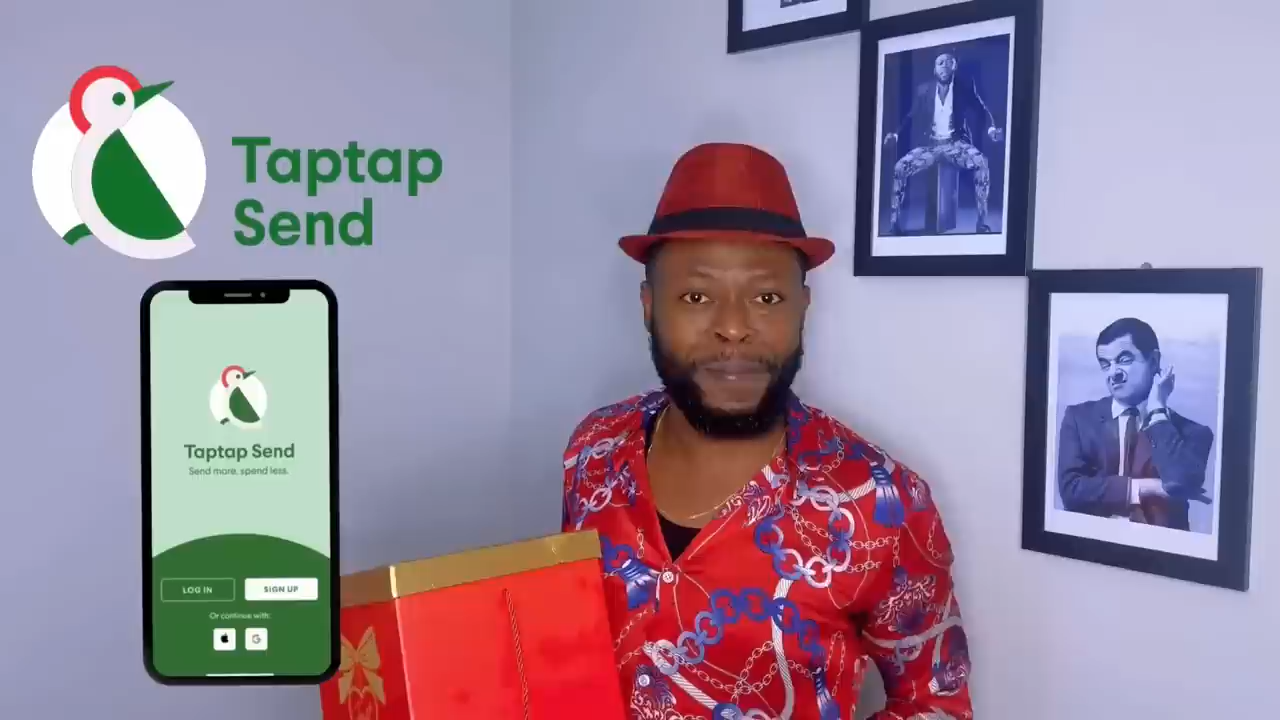 Taptap
Send
Taptap Send
Send more, spend less.
LOG IN
SIGN UP
Or continue with:
G